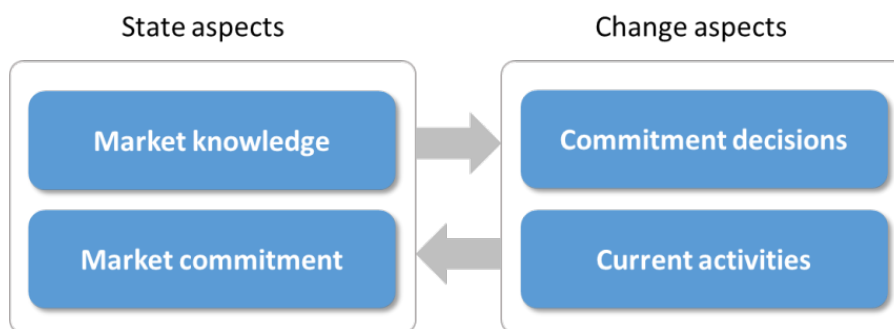 State aspects
Change aspects
Market knowledge
Commitment decisions
Market commitment
Current activities